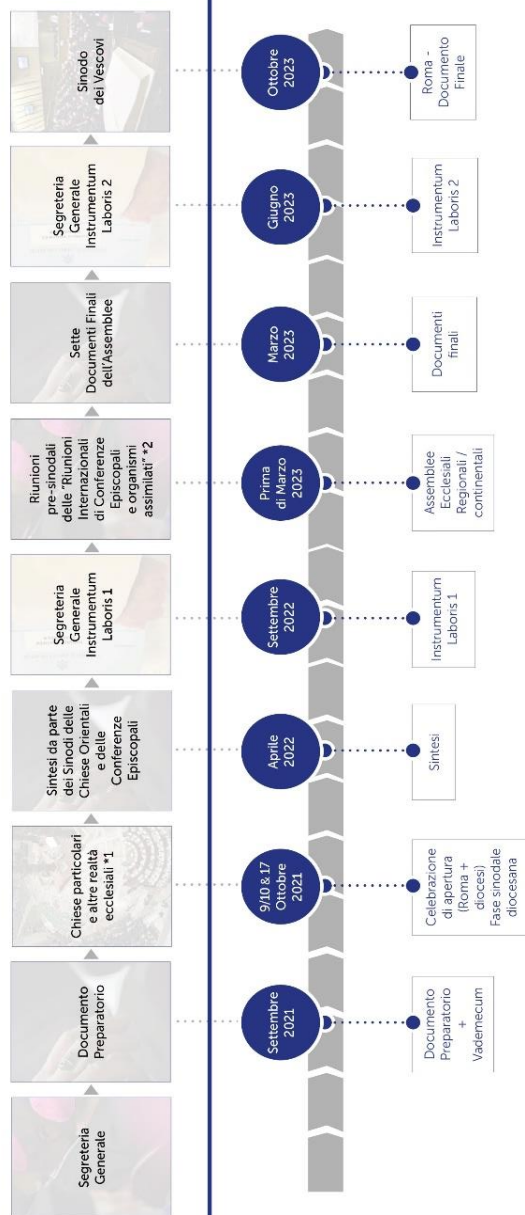 Segreteria
Generale
Documento
Preparatorio
Chiese particolari
e altre realtà
ecclesiali *1
Sintesi da parte
dei Sinodi delle
Chiese Orientali
e delle
Conferenze
Episcopali
Segreteria
Generale
Instrumentum
Laboris 1
Riunioni
pre-sinodali
delle "Riunioni
Internazionali
di Conferenze
Episcopali
e organismi
assimilati" *2
Sette
Documenti Finali
dell'Assemblee
Segreteria
Generale
Instrumentum
Laboris 2
Sinodo
dei Vescovi
Settembre
2021
9/10 & 17
Ottobre
2021
Aprile
2022
Settembre
2022
Prima
di Marzo
2023
Marzo
2023
Giugno
2023
Ottobre
2023
Documento
Preparatorio
+
Vademecum
Celebrazione
di apertura
(Roma +
diocesi)
Fase sinodale
diocesana
Sintesi
Instrumentum
Laboris 1
Assemblee
Ecclesiali
Regionali /
continentali
Documenti
finali
Instrumentum
Laboris 2
Roma -
Documento
Finale